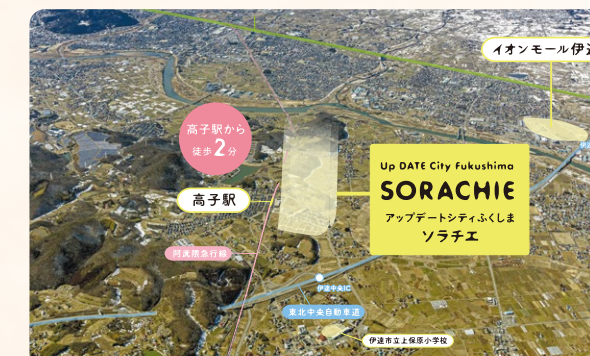 イオンモール伊
高子駅から
徒歩2分
Up DATE City Fukushima
SORACHIE
アップデートシティふくしま
ソラチエ
高子駅
阿武隈急行線
伊達中央IC
東北中央自動車道
伊達市立上保原小学校